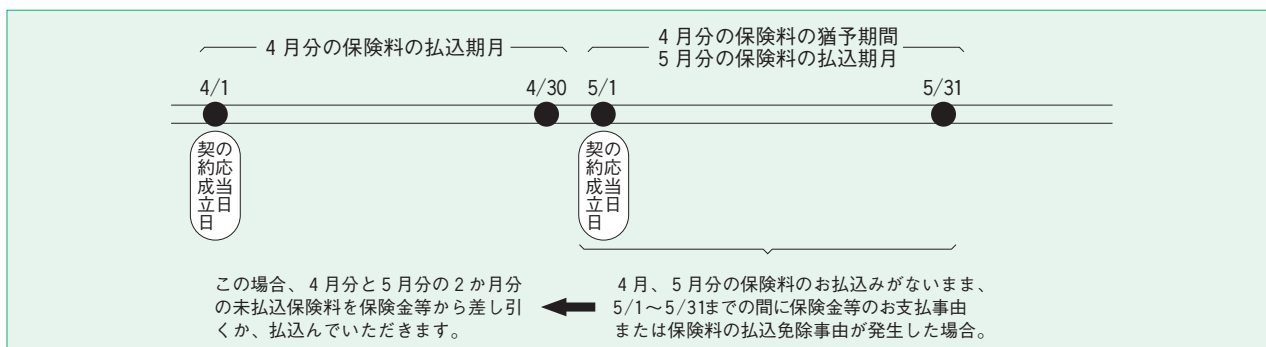 4月分の保険料の払込期月
4月分の保険料の猶予期間
5月分の保険料の払込期月
4/1
4/30
5/1
5/31
契約成立日
の応当日
契約成立日
の応当日
この場合、4月分と5月分の2か月分
の未払込保険料を保険金等から差し引
くか、払込んでいただきます。
4月、5月分の保険料のお払込みがないまま、
5/1~5/31までの間に保険金等のお支払事由
または保険料の払込免除事由が発生した場合。